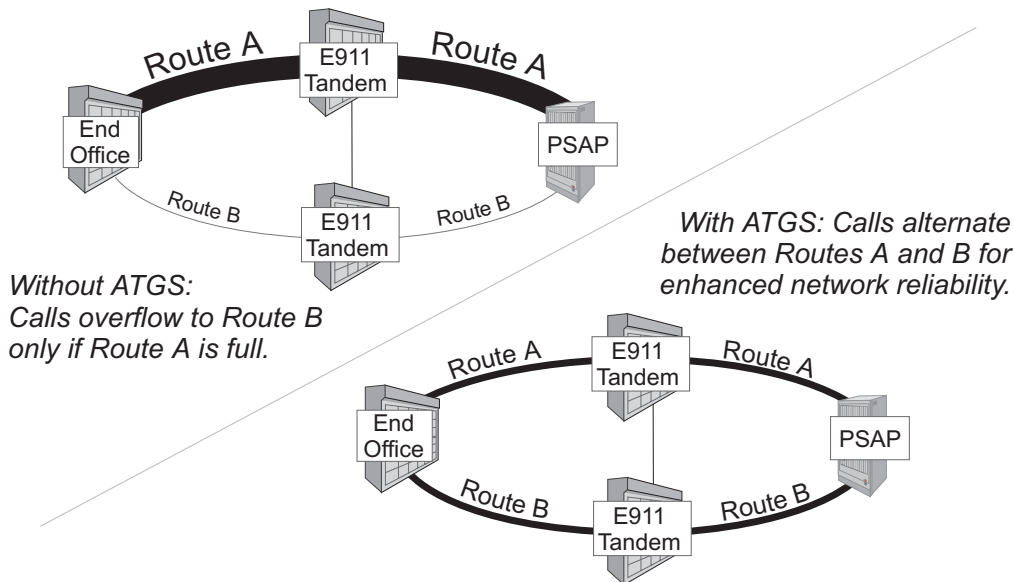 Route A
Route A
E911
Tandem
End
Office
PSAP
Route B
Route B
E911
Tandem
Without ATGS:
Calls overflow to Route B
only if Route A is full.
With ATGS: Calls alternate
between Routes A and B for
enhanced network reliability.
Route A
Route A
E911
Tandem
End
Office
PSAP
Route B
Route B
E911
Tandem